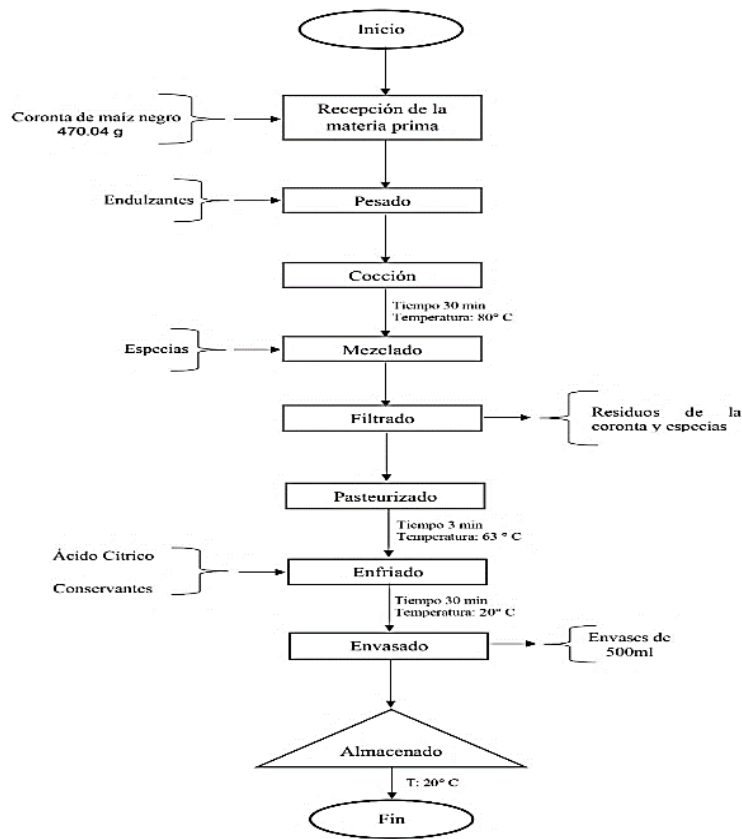 Inicio
Coronta de maíz negro
470.04 g
Recepción de la
materia prima
Endulzantes
Pesado
Cocción
Tiempo 30 min
Temperatura: 80° C
Especias
Mezclado
Filtrado
Residuos de la
coronta y especias
Pasteurizado
Tiempo 3 min
Temperatura: 63 ° C
Ácido Cítrico
Conservantes
Enfriado
Tiempo 30 min
Temperatura: 20° C
Envasado
Envases de
500ml
Almacenado
T: 20° C
Fin